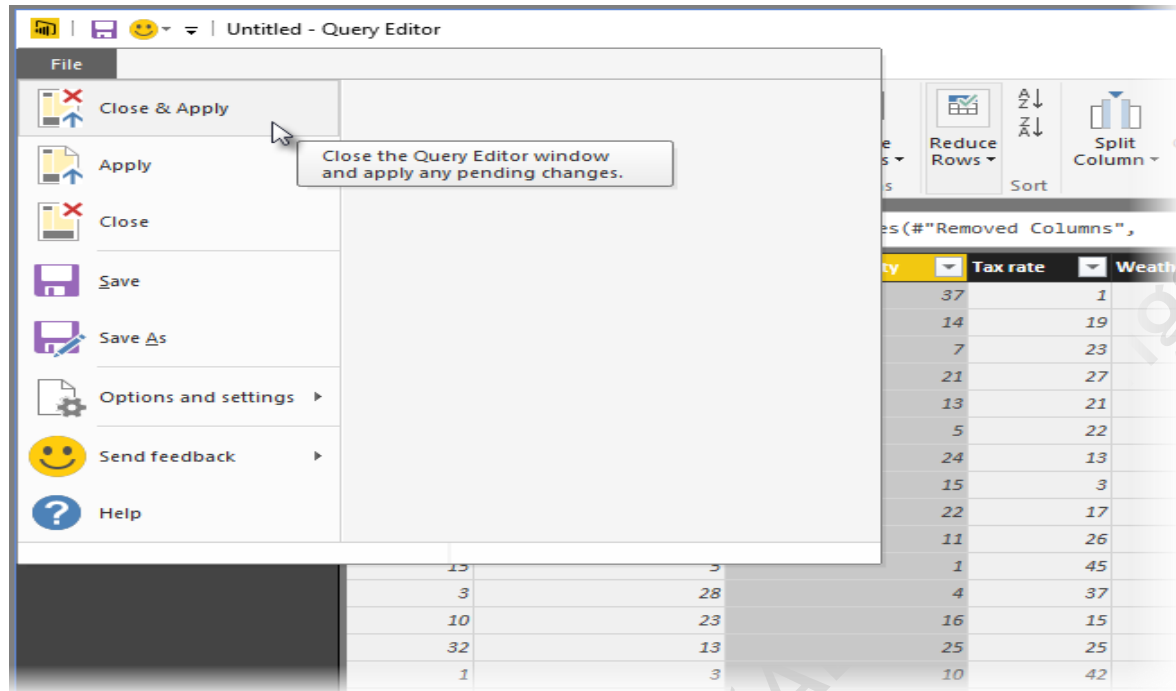 Untitled - Query Editor
File
Close & Apply
Close the Query Editor window
and apply any pending changes.
Apply
Close
Save
Save As
Options and settings
Send feedback
Help
Reduce
Rows
Sort
Split
Column
es(#"Removed Columns",
ty Tax rate Weath
37 1
14 19
7 23
21 27
13 21
5 22
24 13
15 3
22 17
11 26
15 5 1 45
3 28 4 37
10 23 16 15
32 13 25 25
1 3 10 42